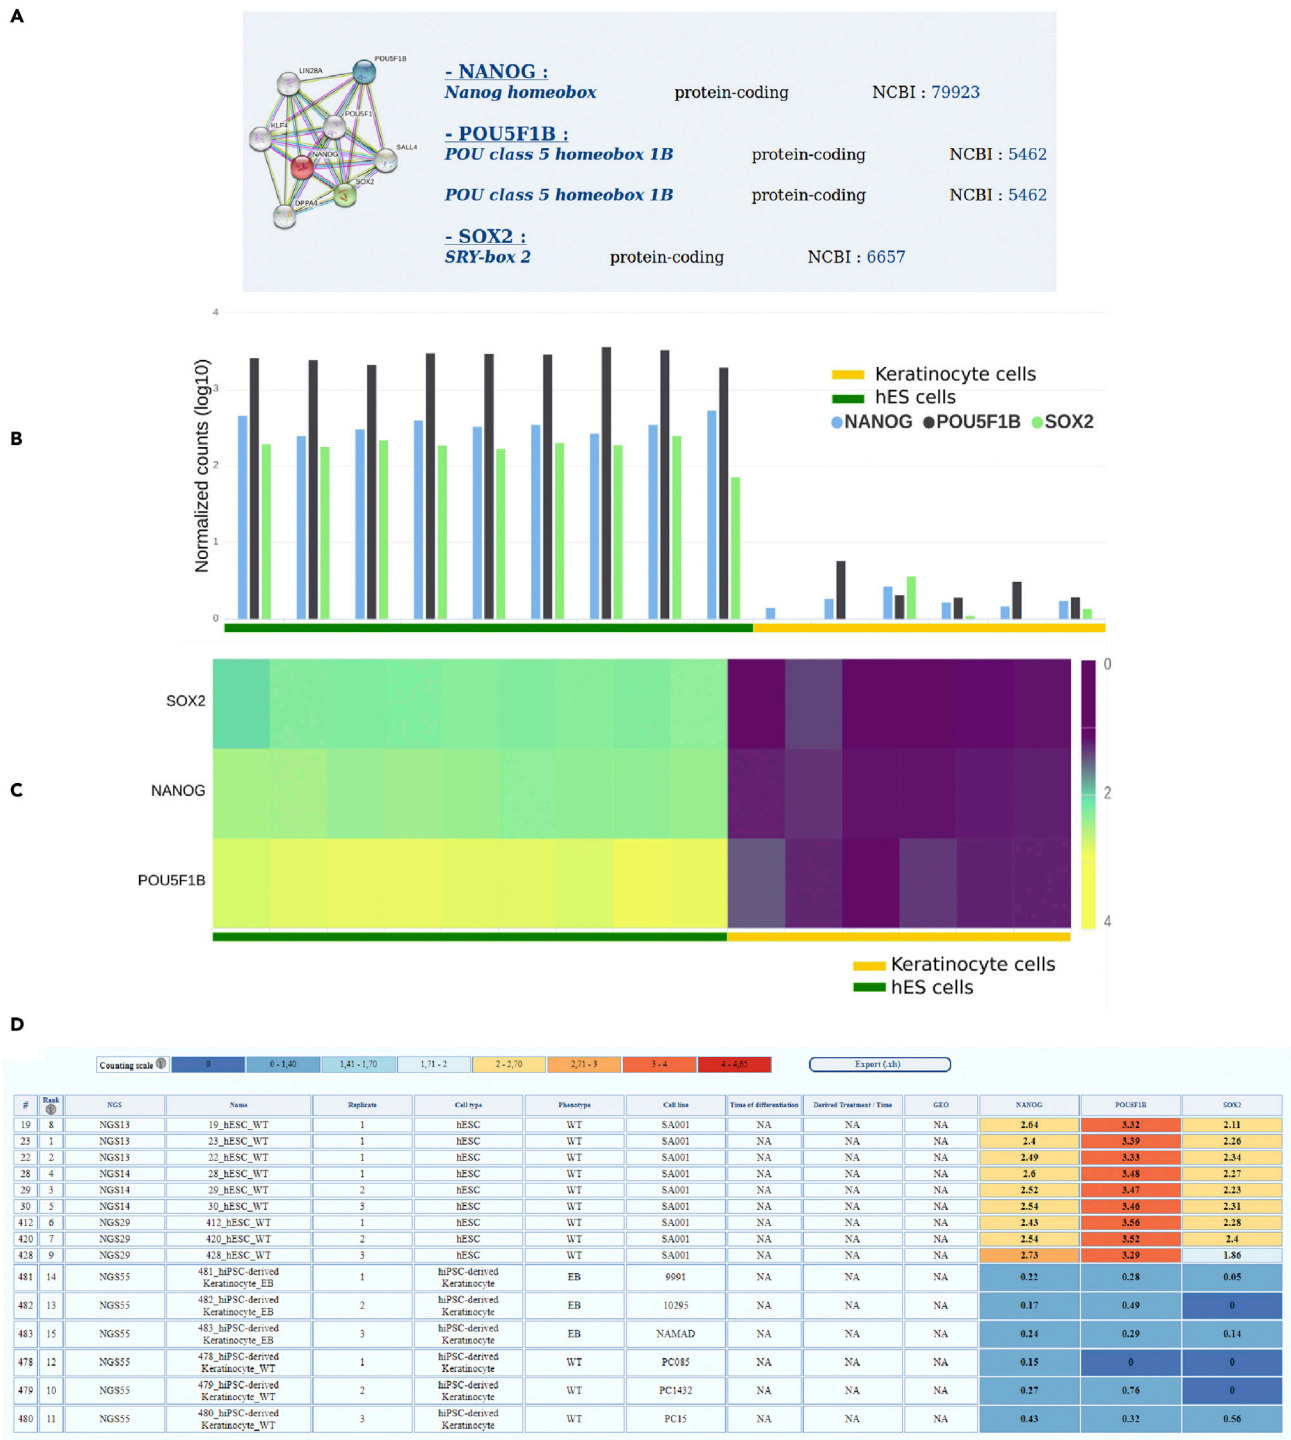 A
LIN28A
POU5F1B
KLF4
POU5F1
SALL4
NANOG
SOX2
DPPA4
- NANOG :
Nanog homeobox protein-coding NCBI : 79923
- POU5F1B :
POU class 5 homeobox 1B protein-coding NCBI : 5462
POU class 5 homeobox 1B protein-coding NCBI : 5462
- SOX2 :
SRY-box 2 protein-coding NCBI : 6657
B
Normalized counts (log10)
4
3
2
1
0
Keratinocyte cells
hES cells
NANOG POU5F1B SOX2
C
SOX2
NANOG
POU5F1B
0
2
4
Keratinocyte cells
hES cells
D
Counting scale 0 0 - 1,40 1,41 - 1,70 1,71 - 2 2 - 2,70 2,71 - 3 3 - 4 4 - 4,65 Export (.xls)
# Rank NGS Name Replicate Cell type Phenotype Cell line Time of differentiation Derived Treatment / Time GEO NANOG POU5F1B SOX2
19 8 NGS13 19_hESC_WT 1 hESC WT SA001 NA NA NA 2.64 3.32 2.11
23 1 NGS13 23_hESC_WT 1 hESC WT SA001 NA NA NA 2.4 3.39 2.26
22 2 NGS13 22_hESC_WT 1 hESC WT SA001 NA NA NA 2.49 3.33 2.34
28 4 NGS14 28_hESC_WT 1 hESC WT SA001 NA NA NA 2.6 3.48 2.27
29 3 NGS14 29_hESC_WT 2 hESC WT SA001 NA NA NA 2.52 3.47 2.23
30 5 NGS14 30_hESC_WT 3 hESC WT SA001 NA NA NA 2.54 3.46 2.31
412 6 NGS29 412_hESC_WT 1 hESC WT SA001 NA NA NA 2.43 3.56 2.28
420 7 NGS29 420_hESC_WT 2 hESC WT SA001 NA NA NA 2.54 3.52 2.4
428 9 NGS29 428_hESC_WT 3 hESC WT SA001 NA NA NA 2.73 3.29 1.86
481 14 NGS55 481_hiPSC-derived Keratinocyte_EB 1 hiPSC-derived Keratinocyte EB 9991 NA NA NA 0.22 0.28 0.05
482 13 NGS55 482_hiPSC-derived Keratinocyte_EB 2 hiPSC-derived Keratinocyte EB 10295 NA NA NA 0.17 0.49 0
483 15 NGS55 483_hiPSC-derived Keratinocyte_EB 3 hiPSC-derived Keratinocyte EB NAMAD NA NA NA 0.24 0.29 0.14
478 12 NGS55 478_hiPSC-derived Keratinocyte_WT 1 hiPSC-derived Keratinocyte WT PC085 NA NA NA 0.15 0 0
479 10 NGS55 479_hiPSC-derived Keratinocyte_WT 2 hiPSC-derived Keratinocyte WT PC1432 NA NA NA 0.27 0.76 0
480 11 NGS55 480_hiPSC-derived Keratinocyte_WT 3 hiPSC-derived Keratinocyte WT PC15 NA NA NA 0.43 0.32 0.56